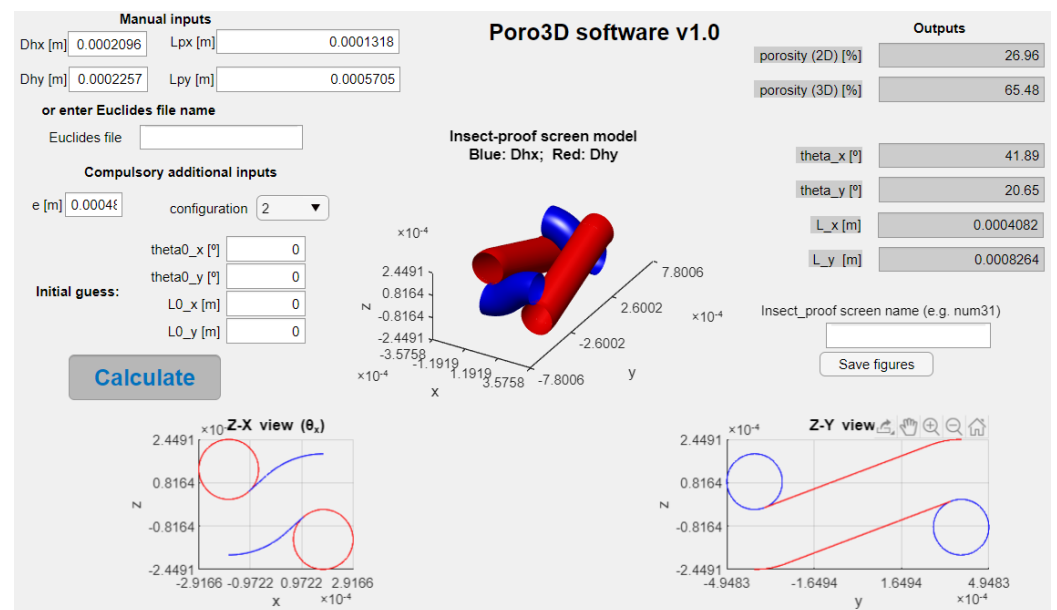 Manual inputs
Dhx [m] 0.0002096 Lpx [m] 0.0001318
Dhy [m] 0.0002257 Lpy [m] 0.0005705
or enter Euclides file name
Euclides file
Compulsory additional inputs
e [m] 0.00048 configuration 2
Initial guess:
theta0_x [º] 0
theta0_y [º] 0
L0_x [m] 0
L0_y [m] 0
Calculate
Poro3D software v1.0
Insect-proof screen model
Blue: Dhx; Red: Dhy
×10-4
2.4491
0.8164
-0.8164
-2.4491
z
-3.5758
-1.1919
1.1919
3.5758
×10-4
x
-7.8006
-2.6002
2.6002
7.8006
×10-4
y
Outputs
porosity (2D) [%] 26.96
porosity (3D) [%] 65.48
theta_x [º] 41.89
theta_y [º] 20.65
L_x [m] 0.0004082
L_y [m] 0.0008264
Insect_proof screen name (e.g. num31)
Save figures
Z-X view (θx)
×10-4
2.4491
0.8164
-0.8164
-2.4491
z
-2.9166 -0.9722 0.9722 2.9166
x ×10-4
Z-Y view
×10-4
2.4491
0.8164
-0.8164
-2.4491
z
-4.9483 -1.6494 1.6494 4.9483
y ×10-4